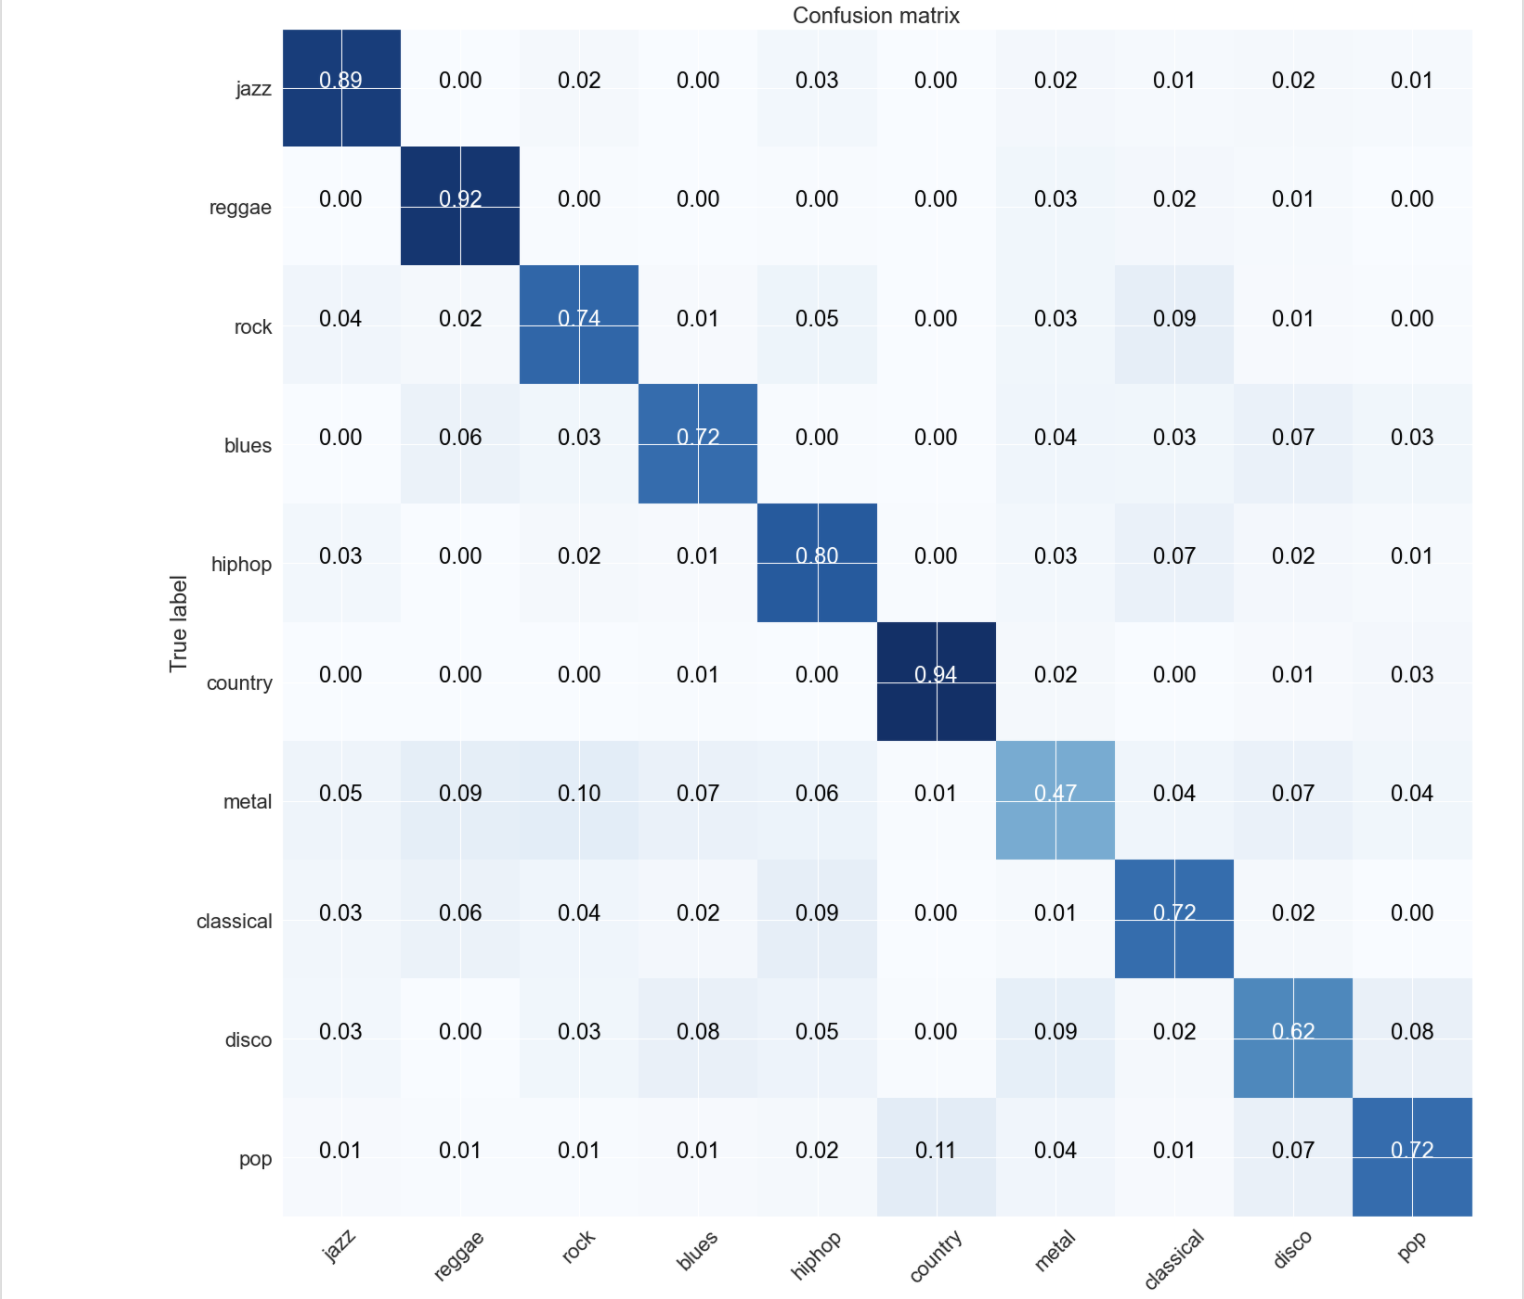 Confusion matrix
jazz 0.89 0.00 0.02 0.00 0.03 0.00 0.02 0.01 0.02 0.01
reggae 0.00 0.92 0.00 0.00 0.00 0.00 0.03 0.02 0.01 0.00
rock 0.04 0.02 0.74 0.01 0.05 0.00 0.03 0.09 0.01 0.00
blues 0.00 0.06 0.03 0.72 0.00 0.00 0.04 0.03 0.07 0.03
hiphop 0.03 0.00 0.02 0.01 0.80 0.00 0.03 0.07 0.02 0.01
True label
country 0.00 0.00 0.00 0.01 0.00 0.94 0.02 0.00 0.01 0.03
metal 0.05 0.09 0.10 0.07 0.06 0.01 0.47 0.04 0.07 0.04
classical 0.03 0.06 0.04 0.02 0.09 0.00 0.01 0.72 0.02 0.00
disco 0.03 0.00 0.03 0.08 0.05 0.00 0.09 0.02 0.62 0.08
pop 0.01 0.01 0.01 0.01 0.02 0.11 0.04 0.01 0.07 0.72
jazz reggae rock blues hiphop country metal classical disco pop